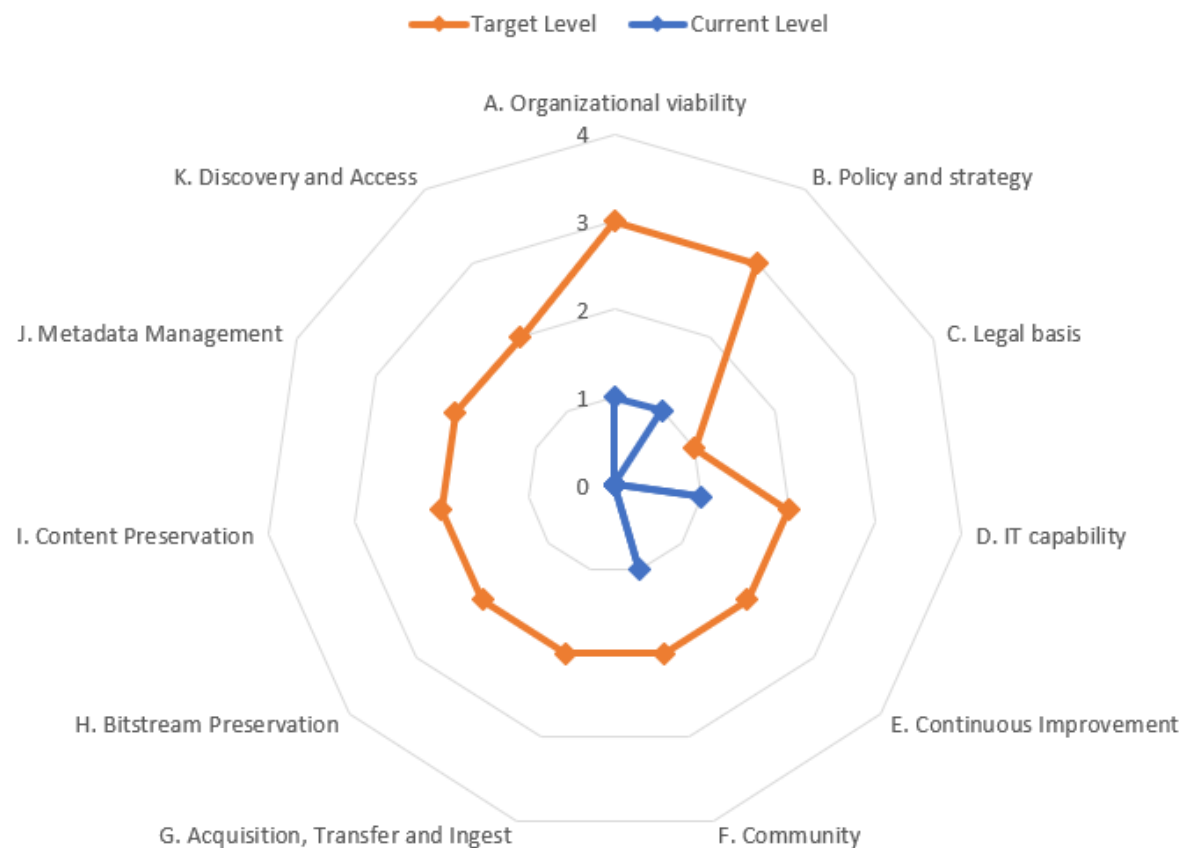 Target Level
Current Level
A. Organizational viability
4
K. Discovery and Access
B. Policy and strategy
3
2
J. Metadata Management
C. Legal basis
1
0
I. Content Preservation
D. IT capability
H. Bitstream Preservation
E. Continuous Improvement
G. Acquisition, Transfer and Ingest
F. Community